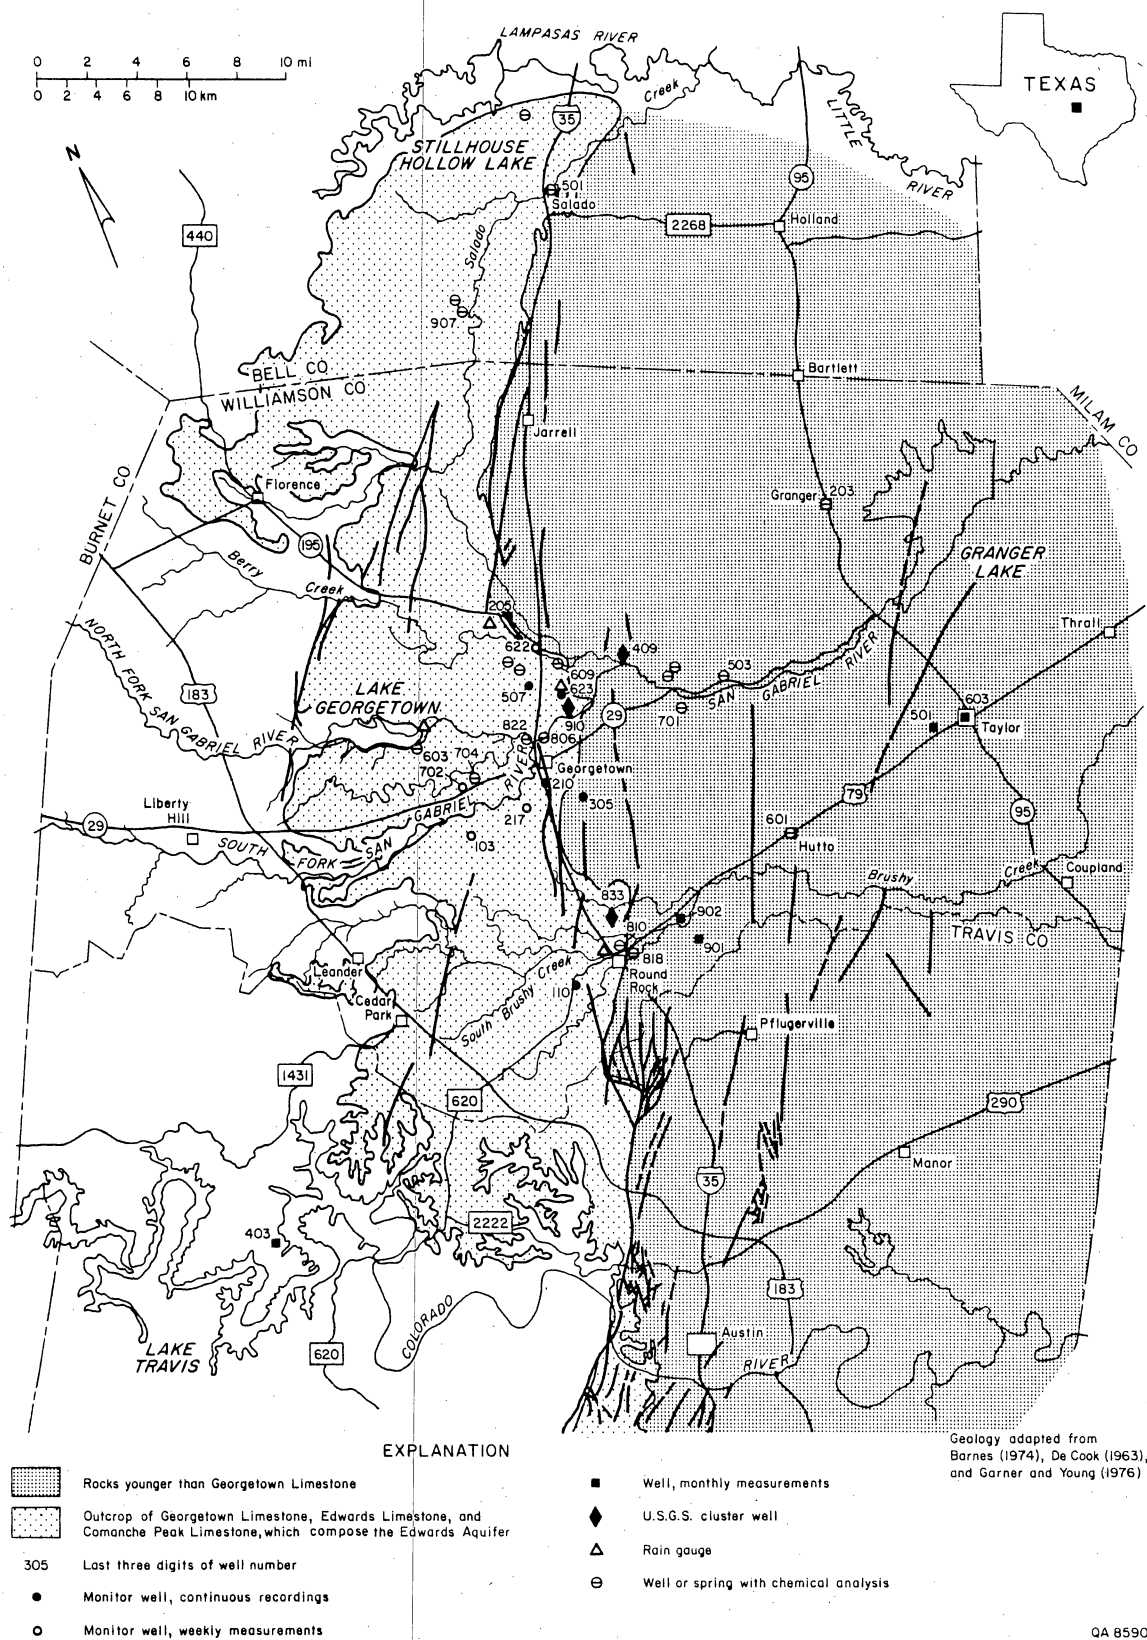 LAMPASAS RIVER
0 2 4 6 8 10 mi
0 2 4 6 8 10 km
N
TEXAS
Creek
35
STILLHOUSE
HOLLOW LAKE
LITTLE
RIVER
95
501
Salado
2268
Holland
440
Salado
907
BELL CO
WILLIAMSON CO
Bartlett
MILAM CO
Jarrell
BURNET CO
Florence
Granger
203
195
GRANGER
LAKE
Berry
Creek
205
Thrall
NORTH FORK SAN GABRIEL RIVER
622
409
609
503
183
LAKE
GEORGETOWN
507
623
SAN GABRIEL RIVER
701
910
29
603
501
Taylor
822
806
603
704
702
RIVER
Georgetown
210
Liberty
Hill
29
GABRIEL
217
305
79
95
SOUTH
FORK
SAN
103
601
Hutto
Brushy
Creek
Coupland
833
902
810
901
TRAVIS CO
818
Leander
Creek
Round
Rock
110
South Brushy
Cedar
Park
Pflugerville
1431
620
290
Manor
35
403
2222
183
COLORADO
Austin
LAKE
TRAVIS
620
RIVER
EXPLANATION
Geology adapted from
Barnes (1974), De Cook (1963),
and Garner and Young (1976)
Rocks younger than Georgetown Limestone
Outcrop of Georgetown Limestone, Edwards Limestone, and
Comanche Peak Limestone, which compose the Edwards Aquifer
305 Last three digits of well number
Monitor well, continuous recordings
Monitor well, weekly measurements
Well, monthly measurements
U.S.G.S. cluster well
Rain gauge
Well or spring with chemical analysis
QA 8590